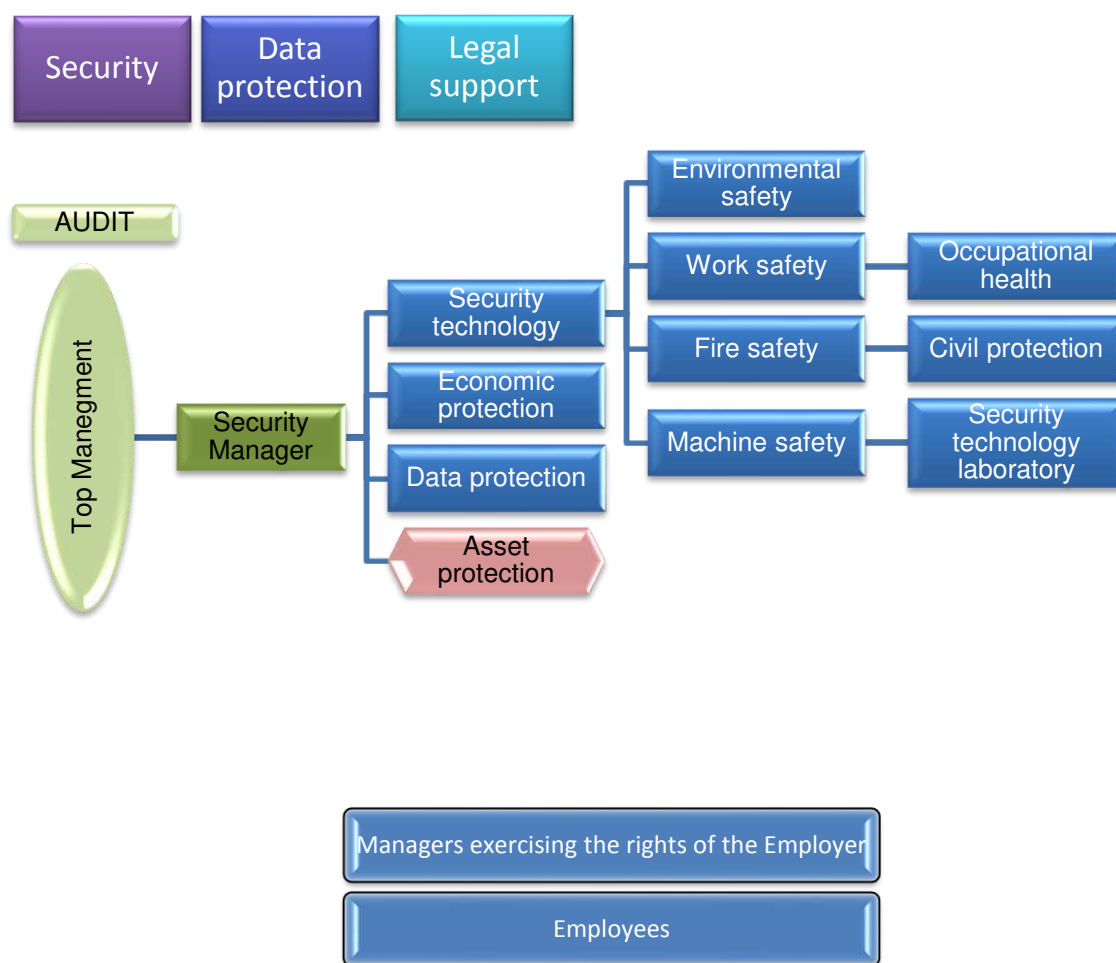 Security
Data
protection
Legal
support
AUDIT
Top Manegment
Security
Manager
Security
technology
Economic
protection
Data protection
Asset
protection
Environmental
safety
Work safety
Fire safety
Machine safety
Occupational
health
Civil protection
Security
technology
laboratory
Managers exercising the rights of the Employer
Employees